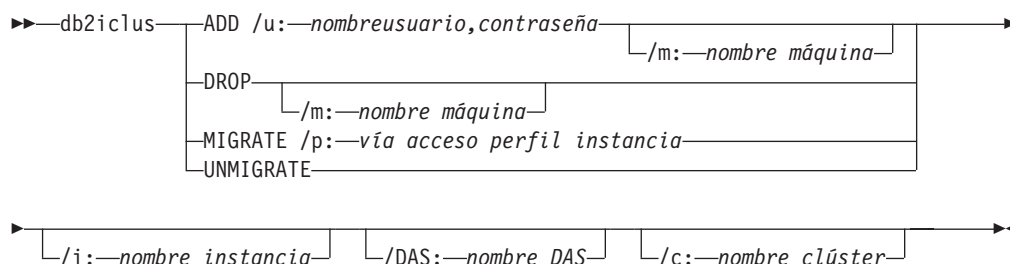 db2iclus ADD /u: nombreusuario,contraseña
/m: nombre máquina
DROP
/m: nombre máquina
MIGRATE /p: vía acceso perfil instancia
UNMIGRATE
/i: nombre instancia /DAS: nombre DAS /c: nombre clúster